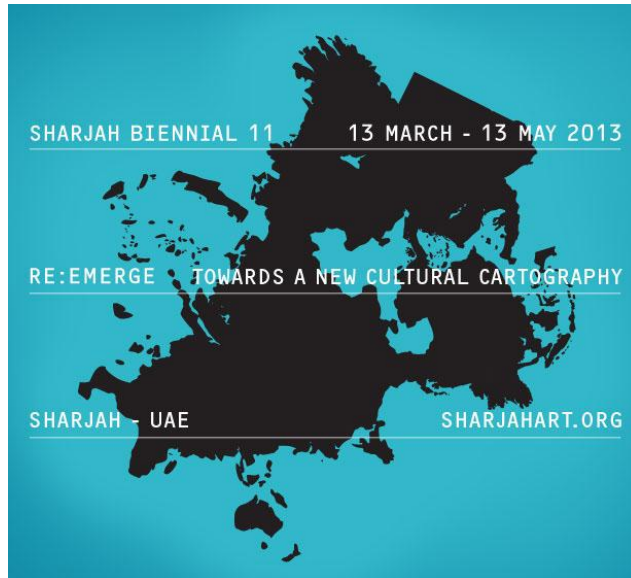 SHARJAH BIENNIAL 11 13 MARCH - 13 MAY 2013
RE:EMERGE TOWARDS A NEW CULTURAL CARTOGRAPHY
SHARJAH - UAE SHARJAHART.ORG